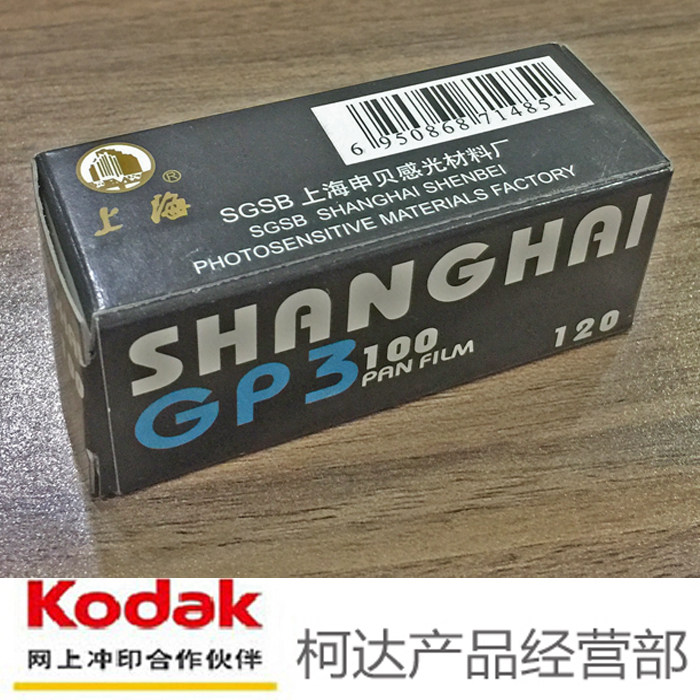 6 950868 714851
上海®
SGSB 上海申贝感光材料厂
SGSB SHANGHAI SHENBEI
PHOTOSENSITIVE MATERIALS FACTORY
SHANGHAI
GP3 100 PAN FILM 120
Kodak
网上冲印合作伙伴
柯达产品经营部